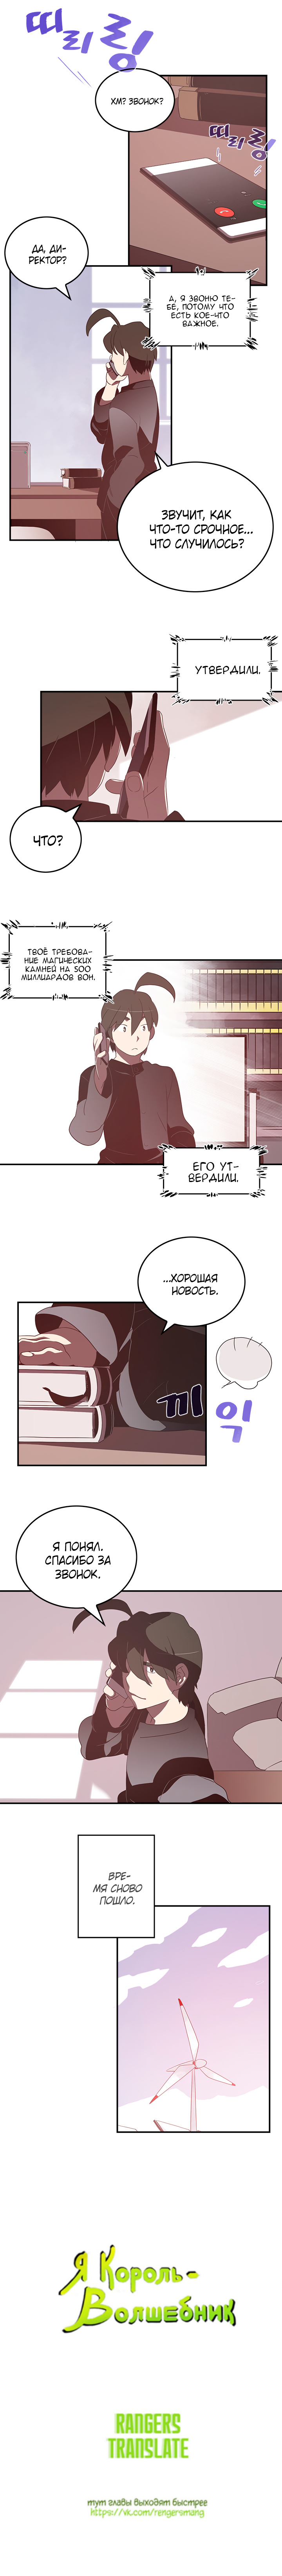 띠리링
ХМ? ЗВОНОК?
띠리링
ДА, ДИ-
РЕКТОР?
А, Я ЗВОНЮ ТЕ-
БЕ, ПОТОМУ ЧТО
ЕСТЬ КОЕ-ЧТО
ВАЖНОЕ.
ЗВУЧИТ, КАК
ЧТО-ТО СРОЧНОЕ...
ЧТО СЛУЧИЛОСЬ?
УТВЕРДИЛИ.
ЧТО?
ТВОЁ ТРЕБОВА-
НИЕ МАГИЧЕСКИХ
КАМНЕЙ НА 500
МИЛЛИАРДОВ ВОН.
ЕГО УТ-
ВЕРДИЛИ.
...ХОРОШАЯ
НОВОСТЬ.
끼익
Я ПОНЯЛ.
СПАСИБО ЗА
ЗВОНОК.
ВРЕ-
МЯ СНОВО
ПОШЛО.
Я КОРОЛЬ-
ВОЛШЕБНИК
RANGERS
TRANSLATE
тут главы выходят быстрее
https://vk.com/rengersmang